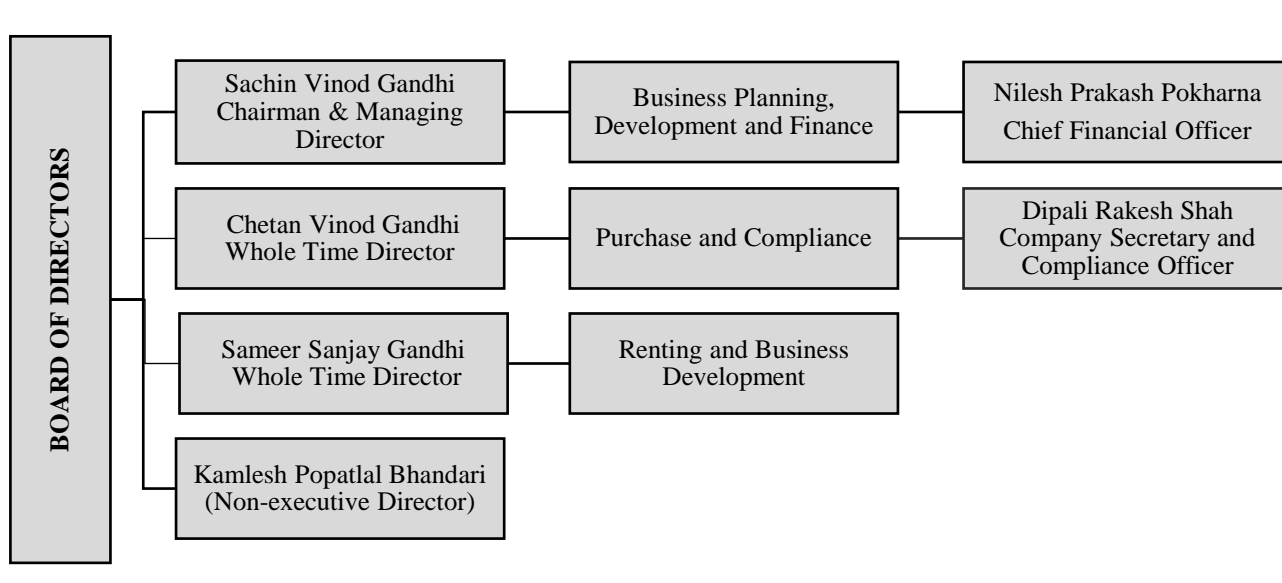 BOARD OF DIRECTORS
Sachin Vinod Gandhi
Chairman & Managing
Director
Business Planning,
Development and Finance
Nilesh Prakash Pokharna
Chief Financial Officer
Chetan Vinod Gandhi
Whole Time Director
Purchase and Compliance
Dipali Rakesh Shah
Company Secretary and
Compliance Officer
Sameer Sanjay Gandhi
Whole Time Director
Renting and Business
Development
Kamlesh Popatlal Bhandari
(Non-executive Director)